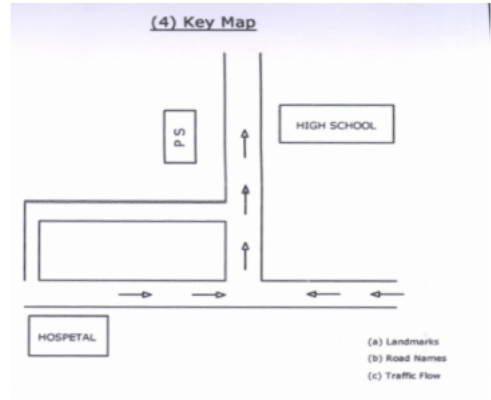 (4) Key Map
P S
HIGH SCHOOL
HOSPETAL
(a) Landmarks
(b) Road Names
(c) Traffic Flow